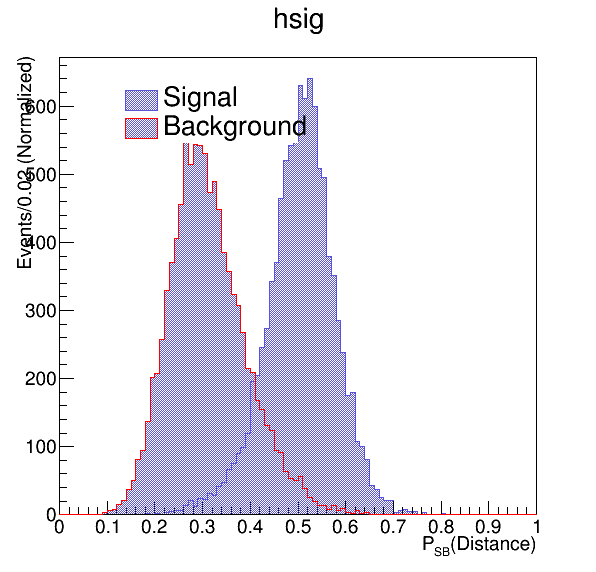 hsig
Events/0.02 (Normalized)
Signal
Background
600
500
400
300
200
100
0
0 0.1 0.2 0.3 0.4 0.5 0.6 0.7 0.8 0.9 1
P_SB(Distance)